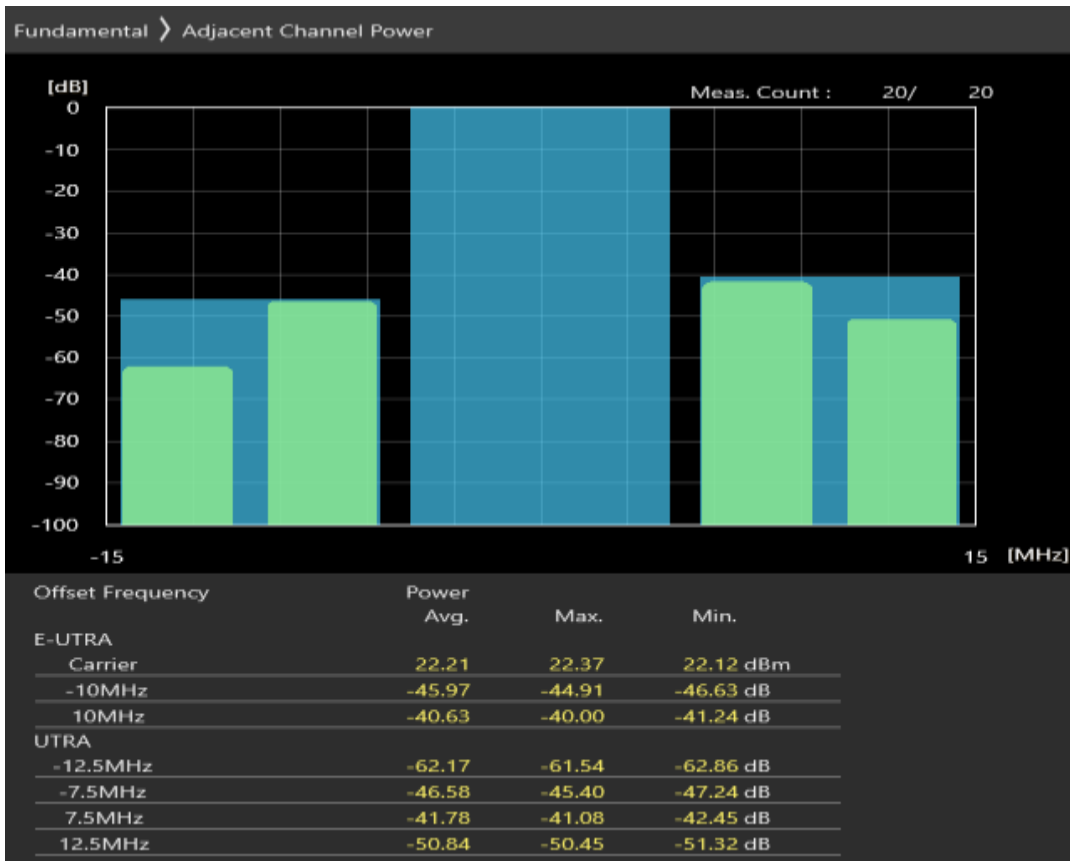 Fundamental ❯ Adjacent Channel Power
[dB]
Meas. Count : 20/ 20
0
-10
-20
-30
-40
-50
-60
-70
-80
-90
-100
-15 15 [MHz]
Offset Frequency Power
Avg. Max. Min.
E-UTRA
Carrier 22.21 22.37 22.12 dBm
-10MHz -45.97 -44.91 -46.63 dB
10MHz -40.63 -40.00 -41.24 dB
UTRA
-12.5MHz -62.17 -61.54 -62.86 dB
-7.5MHz -46.58 -45.40 -47.24 dB
7.5MHz -41.78 -41.08 -42.45 dB
12.5MHz -50.84 -50.45 -51.32 dB